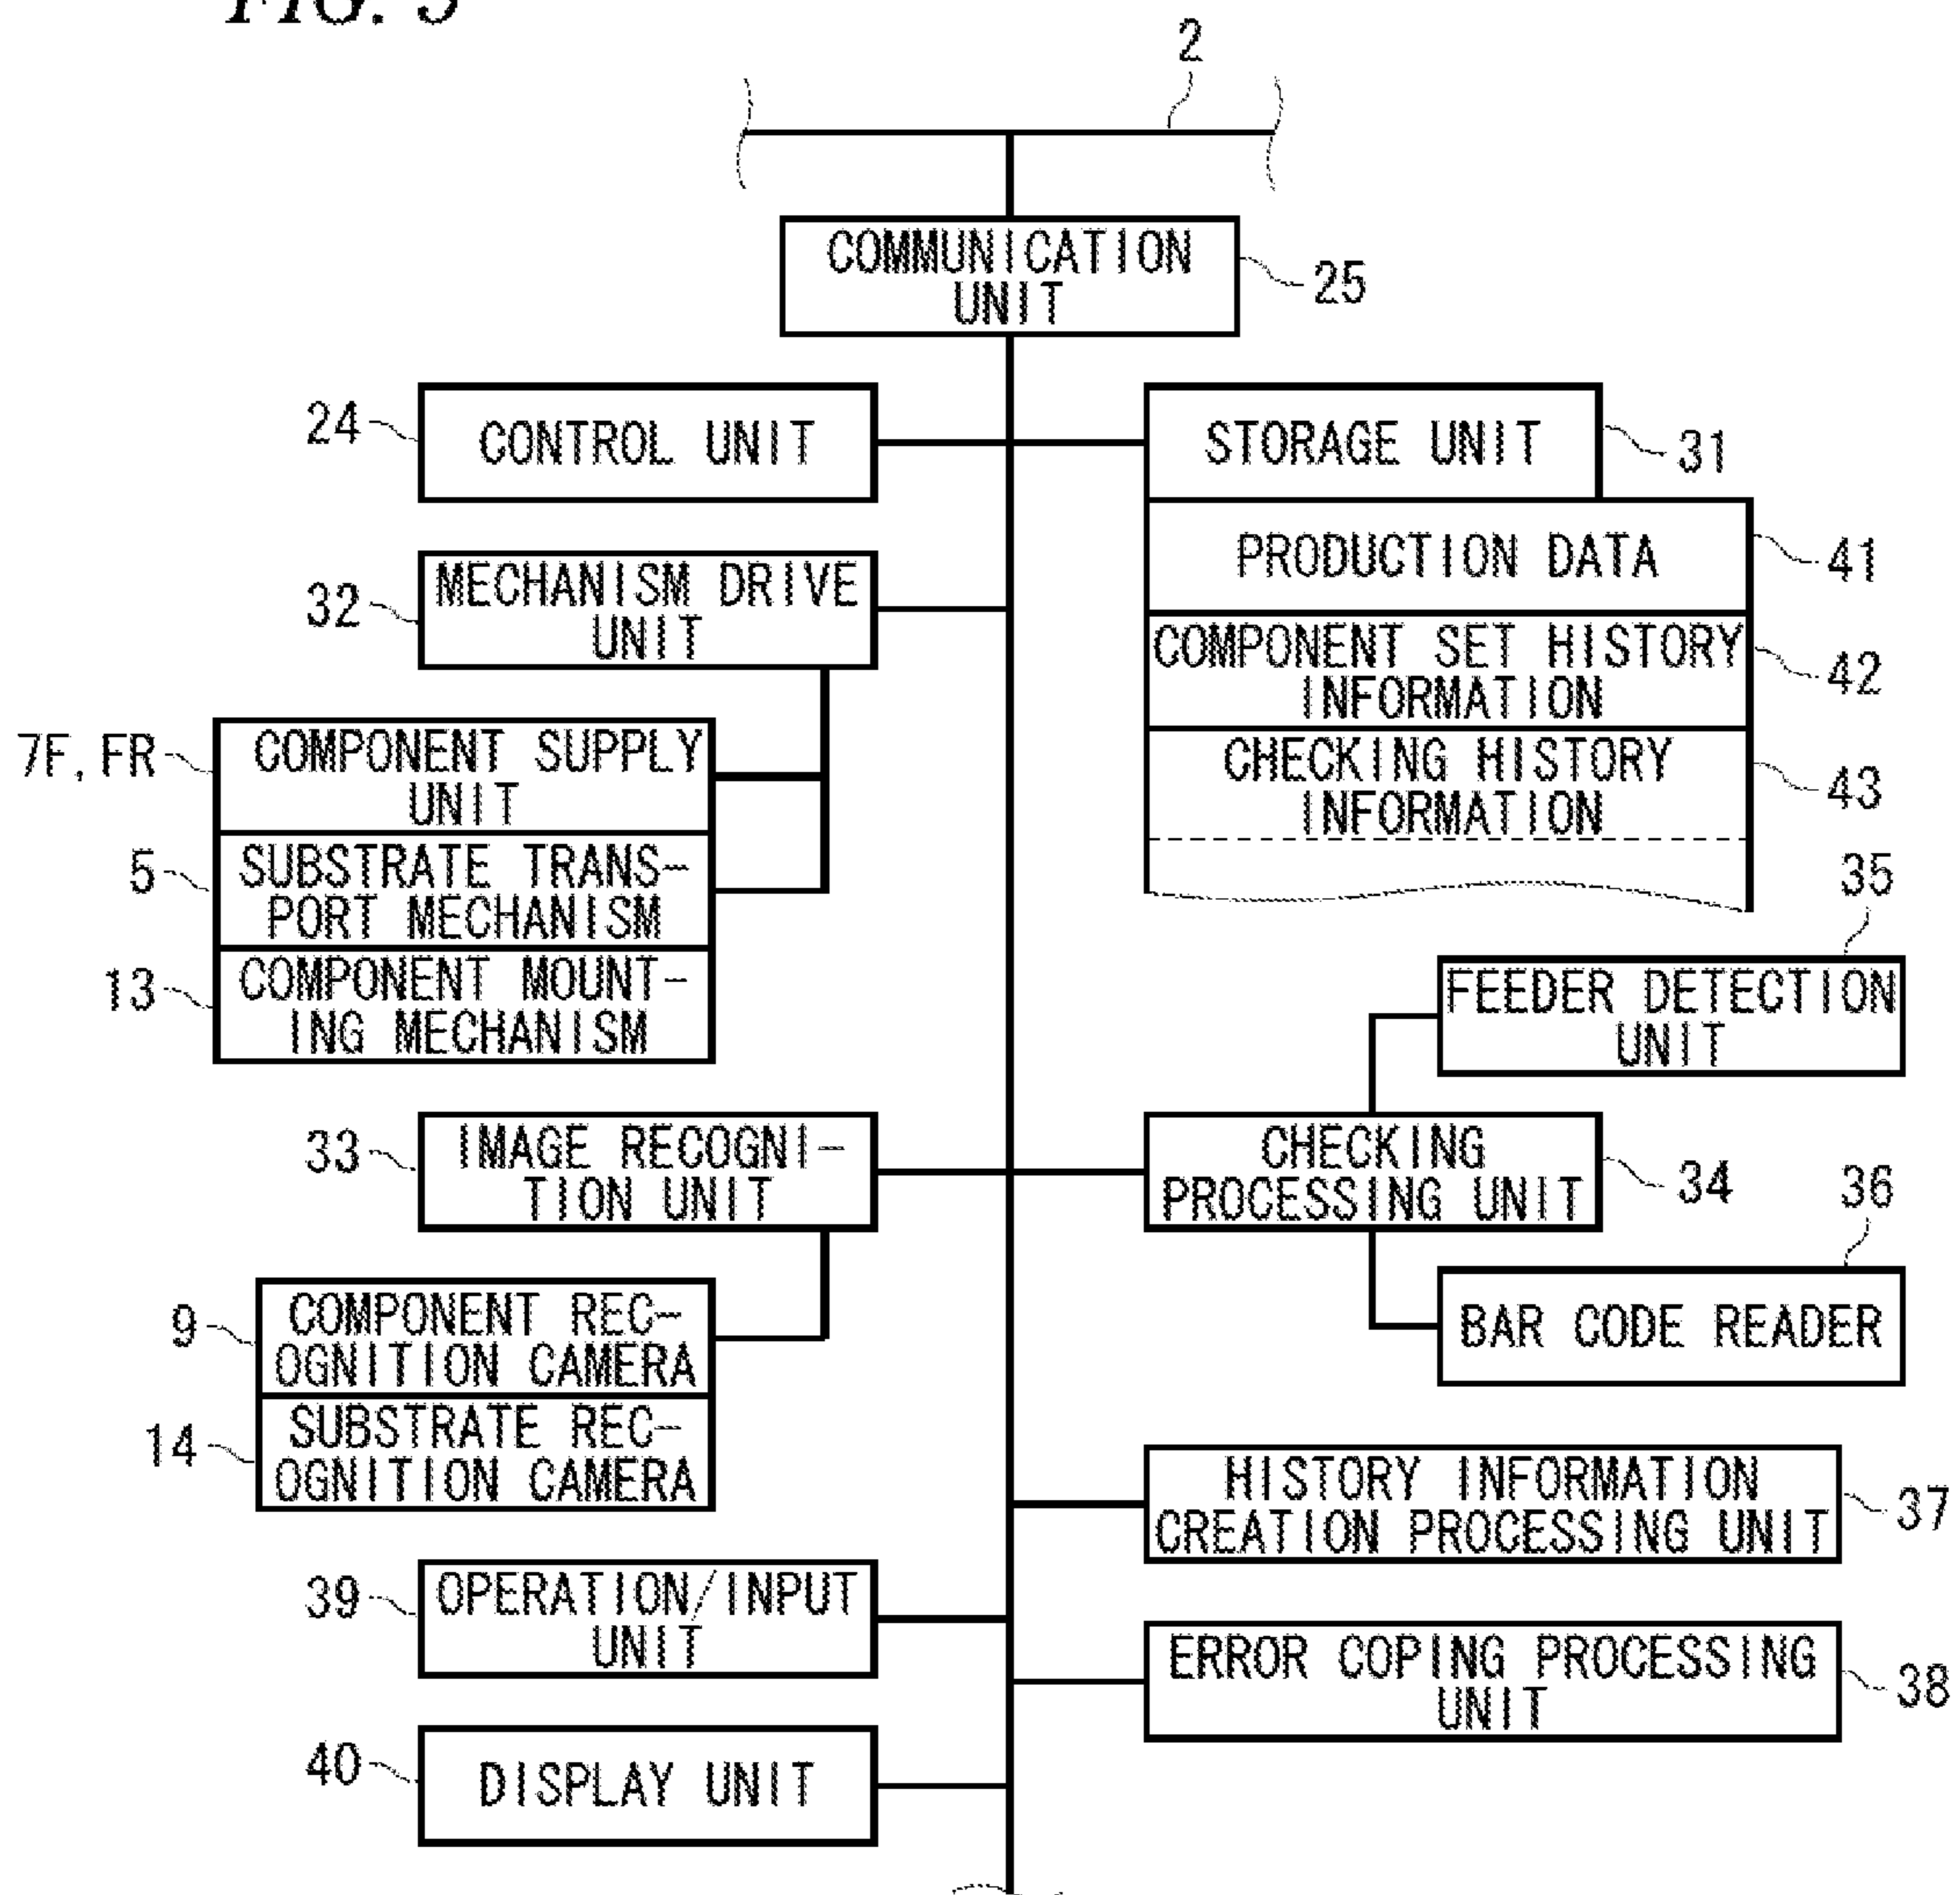 FIG. 5
2
COMMUNICATION
UNIT
25
24
CONTROL UNIT
STORAGE UNIT
31
PRODUCTION DATA
41
32
MECHANISM DRIVE
UNIT
COMPONENT SET HISTORY
INFORMATION
42
7F, FR
COMPONENT SUPPLY
UNIT
CHECKING HISTORY
INFORMATION
43
5
SUBSTRATE TRANS-
PORT MECHANISM
13
COMPONENT MOUNT-
ING MECHANISM
35
FEEDER DETECTION
UNIT
33
IMAGE RECOGNI-
TION UNIT
CHECKING
PROCESSING UNIT
34
36
BAR CODE READER
9
COMPONENT REC-
OGNITION CAMERA
14
SUBSTRATE REC-
OGNITION CAMERA
HISTORY INFORMATION
CREATION PROCESSING UNIT
37
39
OPERATION/INPUT
UNIT
ERROR COPING PROCESSING
UNIT
38
40
DISPLAY UNIT